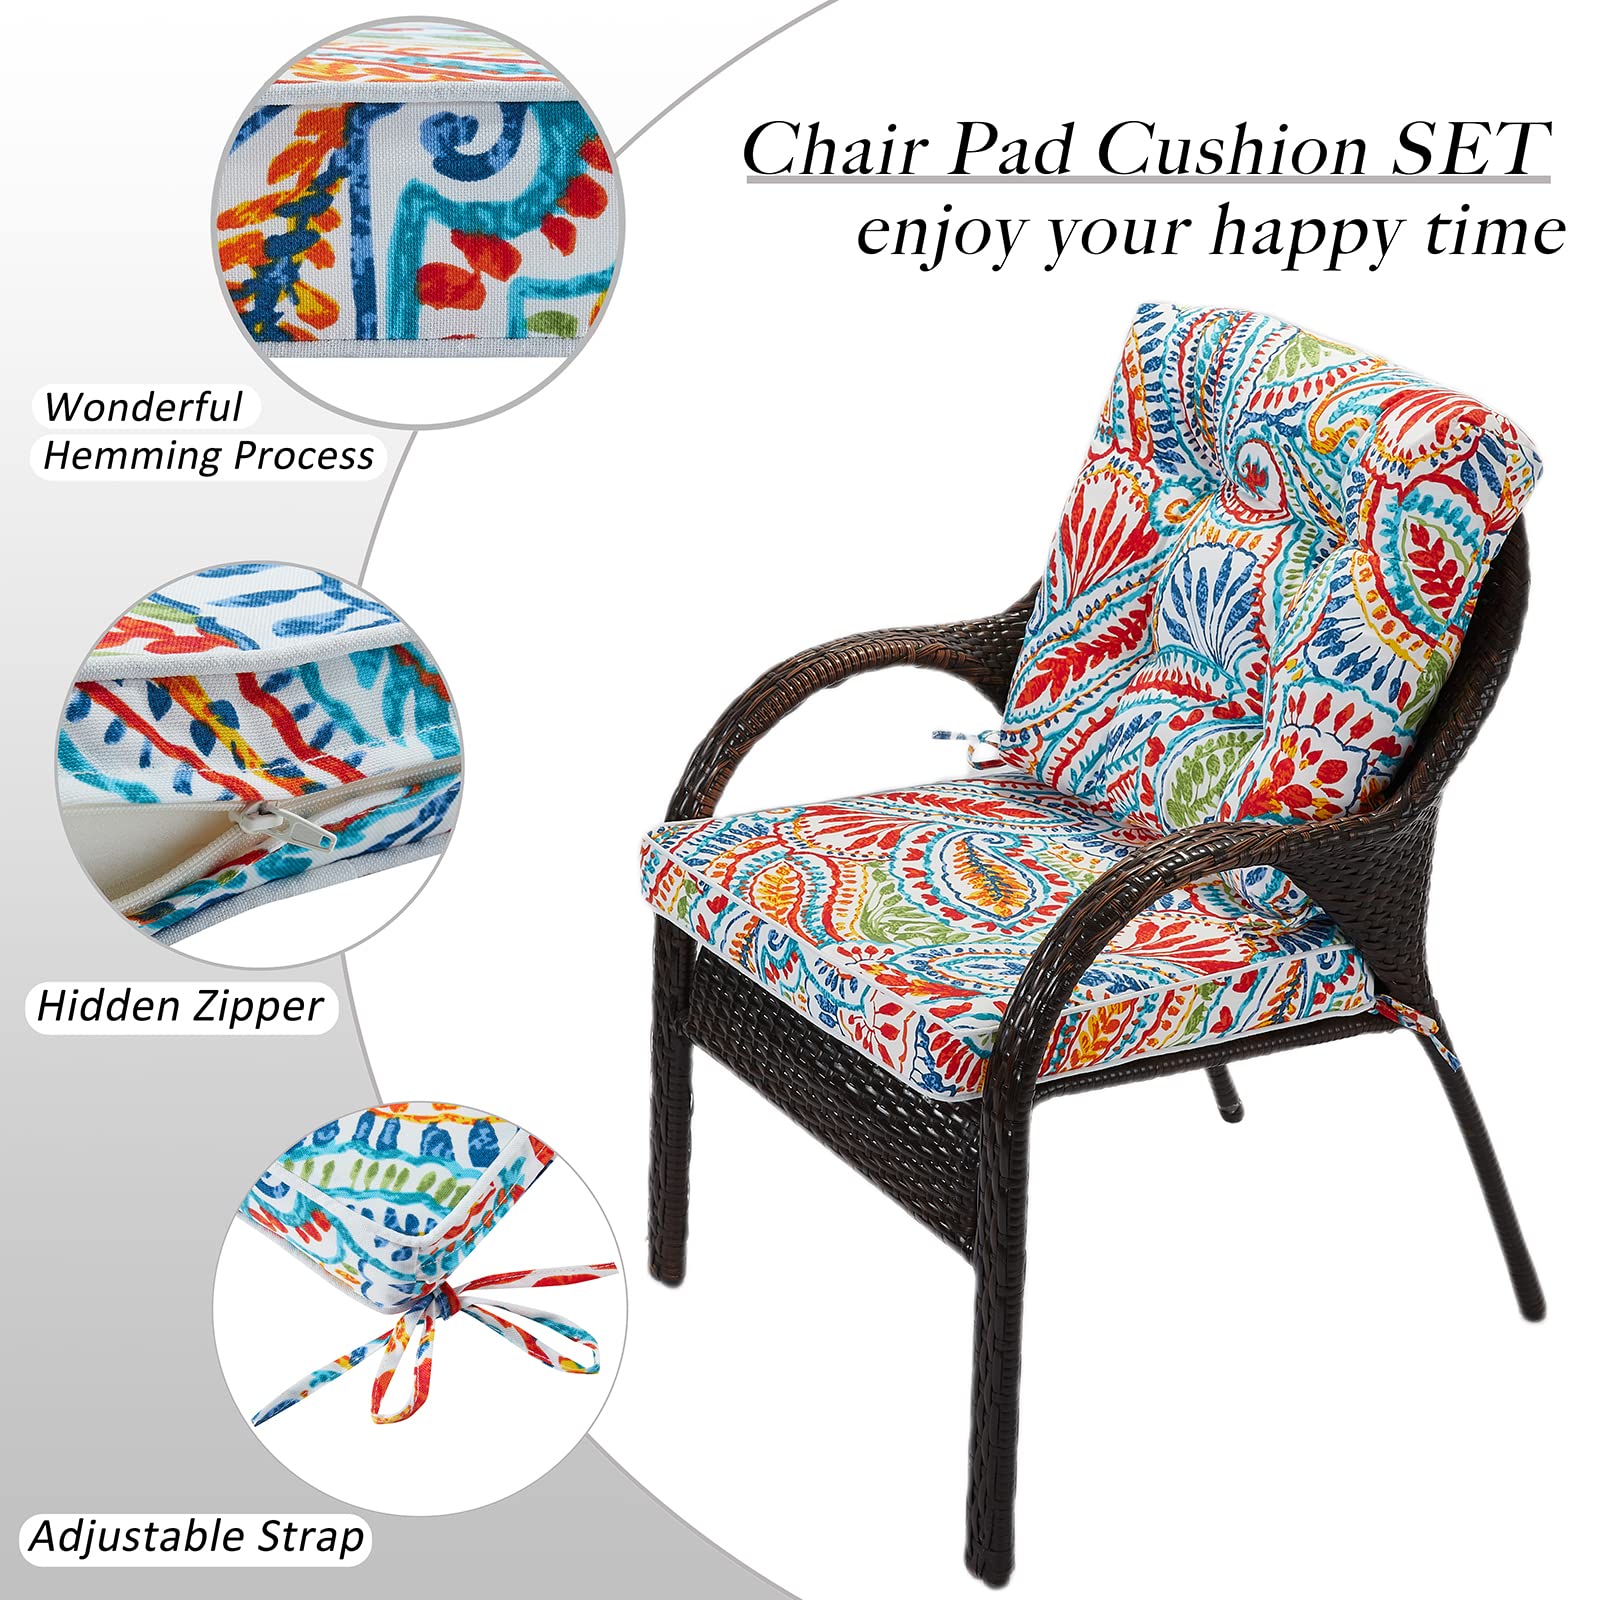 Chair Pad Cushion SET
enjoy your happy time
Wonderful
Hemming Process
Hidden Zipper
Adjustable Strap